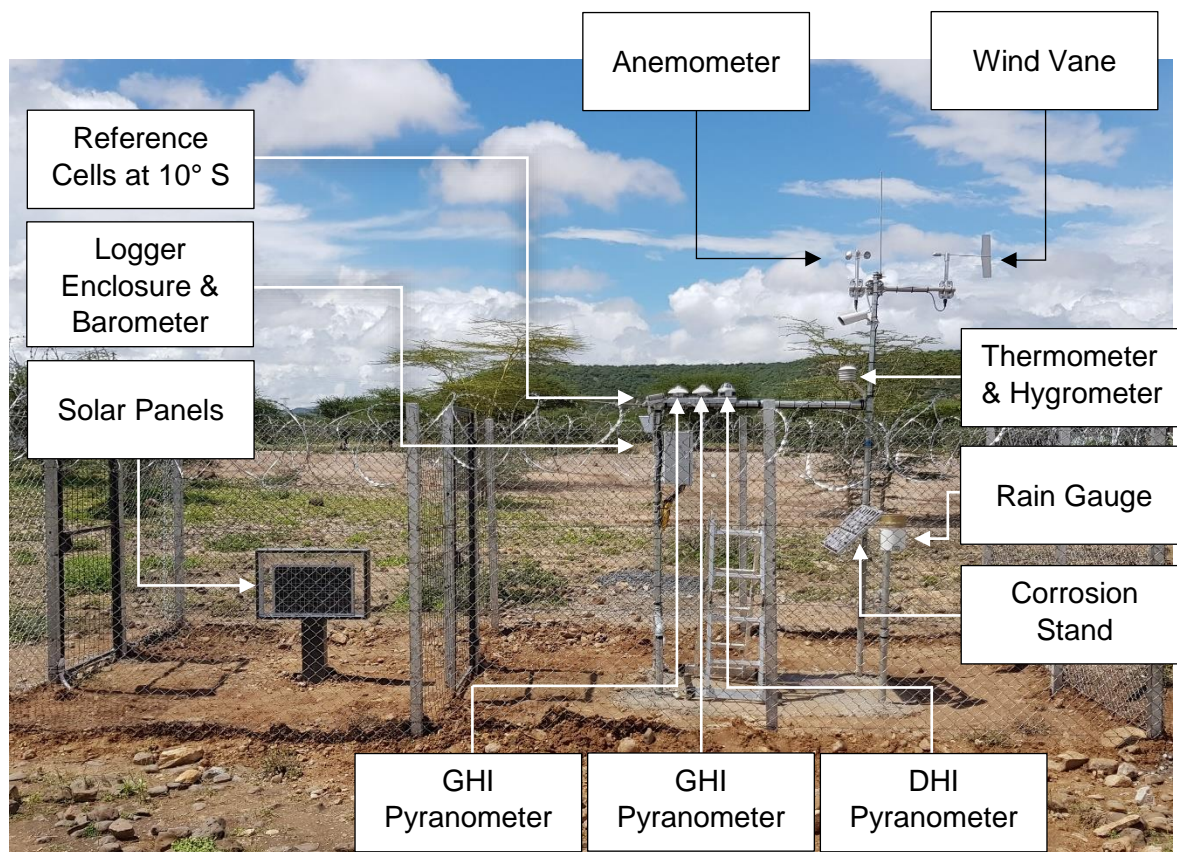 Anemometer
Wind Vane
Reference
Cells at 10° S
Logger
Enclosure &
Barometer
Solar Panels
Thermometer
& Hygrometer
Rain Gauge
Corrosion
Stand
GHI
Pyranometer
GHI
Pyranometer
DHI
Pyranometer